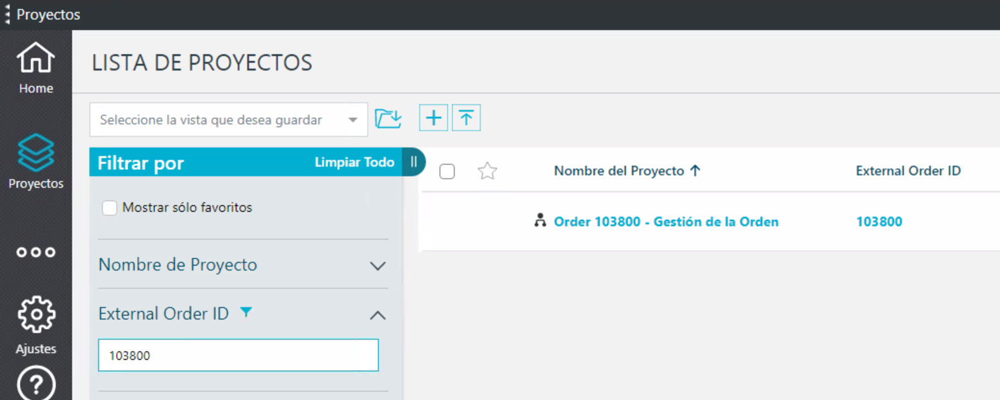 Proyectos
Home
Proyectos
Ajustes
LISTA DE PROYECTOS
Seleccione la vista que desea guardar
Filtrar por Limpiar Todo
Mostrar sólo favoritos
Nombre de Proyecto
External Order ID
103800
Nombre del Proyecto External Order ID
Order 103800 - Gestión de la Orden 103800